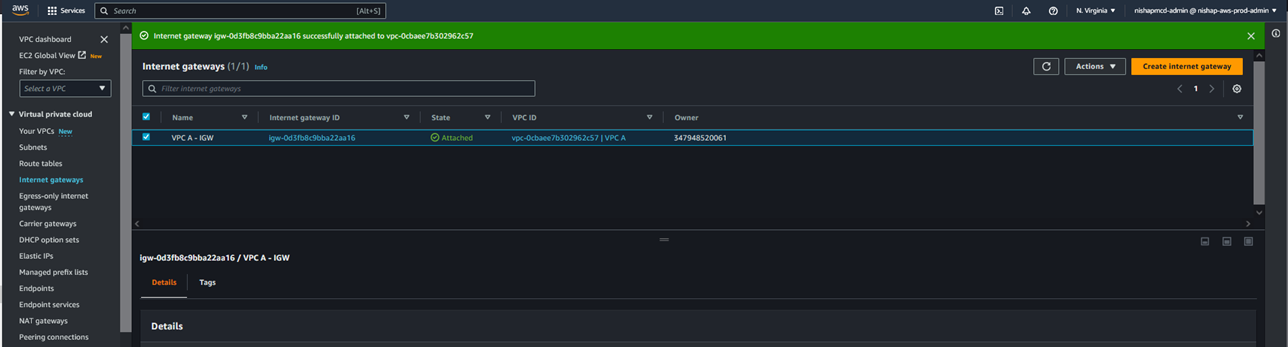 aws Services Search [Alt+S] N. Virginia nishapmcd-admin @ nishap-aws-prod-admin
VPC dashboard
EC2 Global View New
Filter by VPC:
Select a VPC
Virtual private cloud
Your VPCs New
Subnets
Route tables
Internet gateways
Egress-only internet
gateways
Carrier gateways
DHCP option sets
Elastic IPs
Managed prefix lists
Endpoints
Endpoint services
NAT gateways
Peering connections
Internet gateway igw-0d3fb8c9bba22aa16 successfully attached to vpc-0cbaee7b302962c57
Internet gateways (1/1) Info
Actions
Create internet gateway
Filter internet gateways
1
Name Internet gateway ID State VPC ID Owner
VPC A - IGW igw-0d3fb8c9bba22aa16 Attached vpc-0cbaee7b302962c57 | VPC A 347948520061
igw-0d3fb8c9bba22aa16 / VPC A - IGW
Details Tags
Details